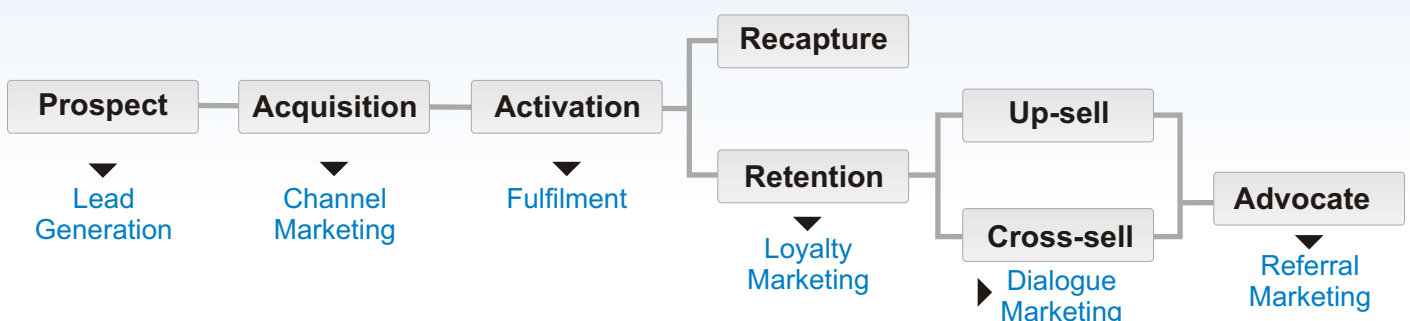 Recapture
Prospect
Acquisition
Activation
Up-sell
Retention
Advocate
Cross-sell
Lead
Generation
Channel
Marketing
Fulfilment
Loyalty
Marketing
Dialogue
Marketing
Referral
Marketing